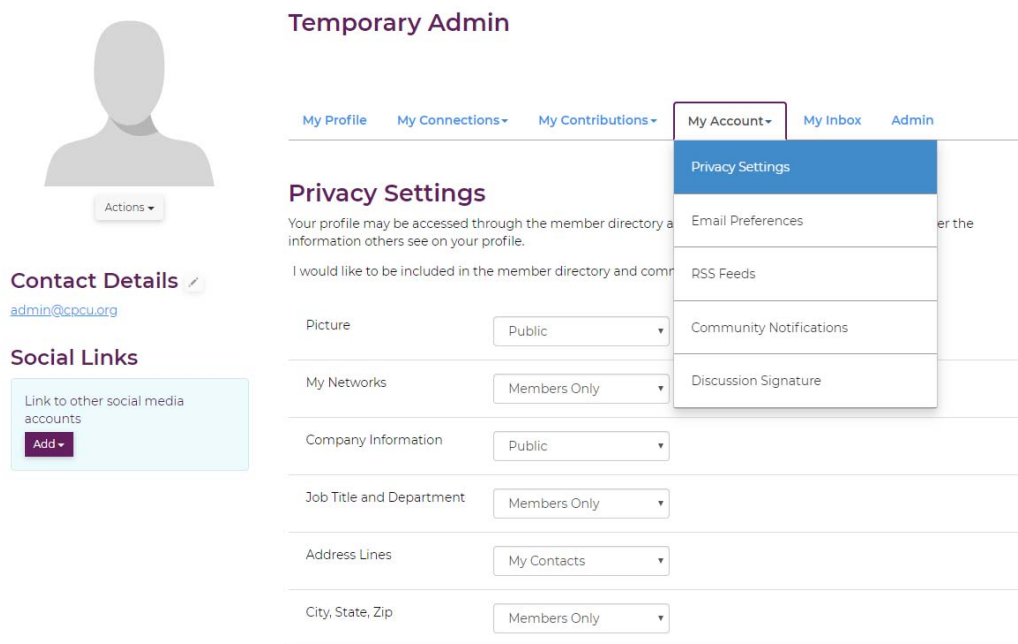 Temporary Admin
My Profile My Connections My Contributions My Account My Inbox Admin
Privacy Settings
Email Preferences
RSS Feeds
Community Notifications
Discussion Signature
Actions
Contact Details
admin@cpcu.org
Social Links
Link to other social media
accounts
Add
Privacy Settings
Your profile may be accessed through the member directory a er the
information others see on your profile.
I would like to be included in the member directory and comm
Picture Public
My Networks Members Only
Company Information Public
Job Title and Department Members Only
Address Lines My Contacts
City, State, Zip Members Only